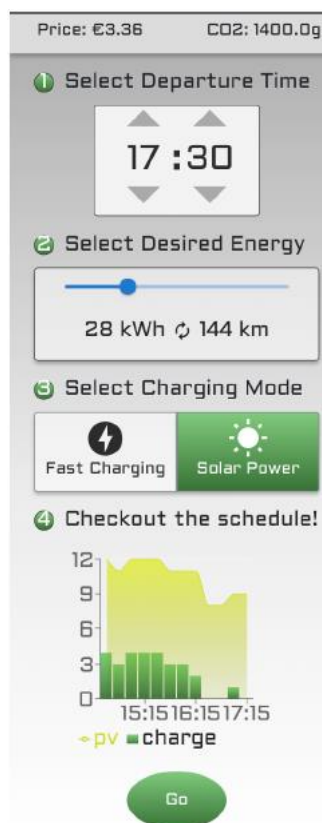 Price: €3.36 CO2: 1400.0g
1 Select Departure Time
17 : 30
2 Select Desired Energy
28 kWh 144 km
3 Select Charging Mode
Fast Charging Solar Power
4 Checkout the schedule!
12
9
6
3
0
15:15 16:15 17:15
pv charge
Go